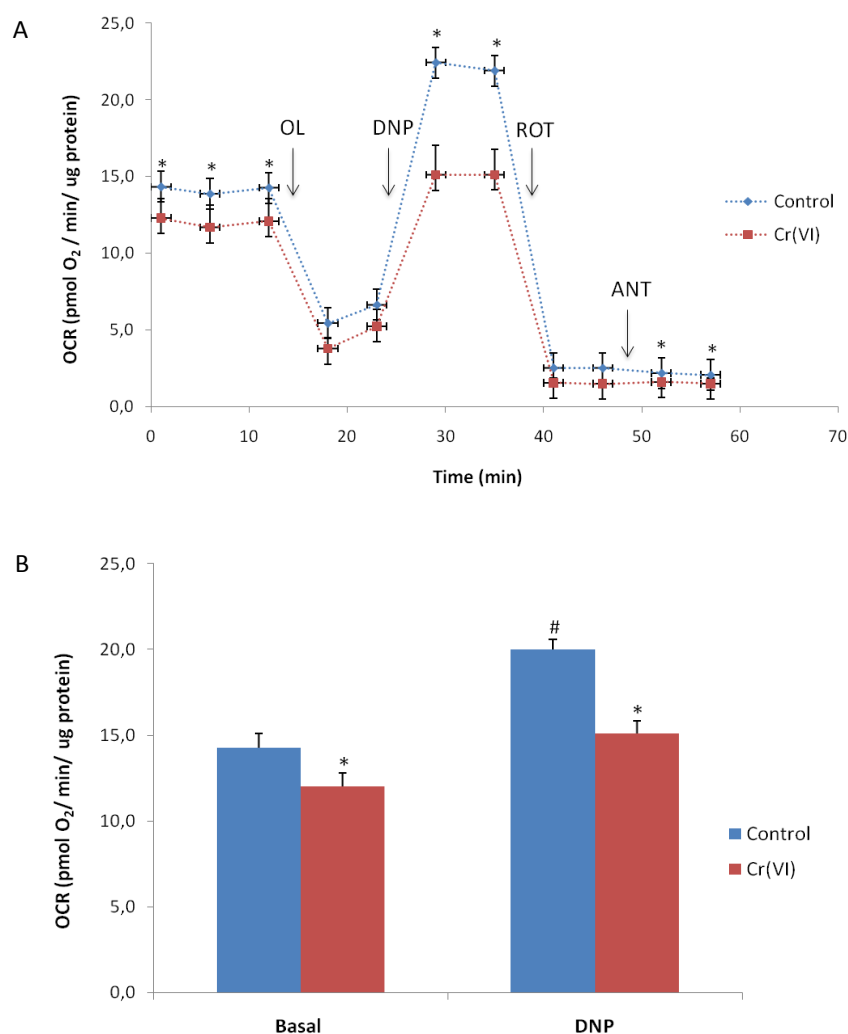 A
25,0
20,0
15,0
10,0
5,0
0,0
OCR (pmol O2 / min/ ug protein)
* * * * * * *
OL DNP ROT ANT
Control
Cr(VI)
0 10 20 30 40 50 60 70
Time (min)
B
25,0
20,0
15,0
10,0
5,0
0,0
OCR (pmol O2/ min/ ug protein)
* # *
Control
Cr(VI)
Basal DNP